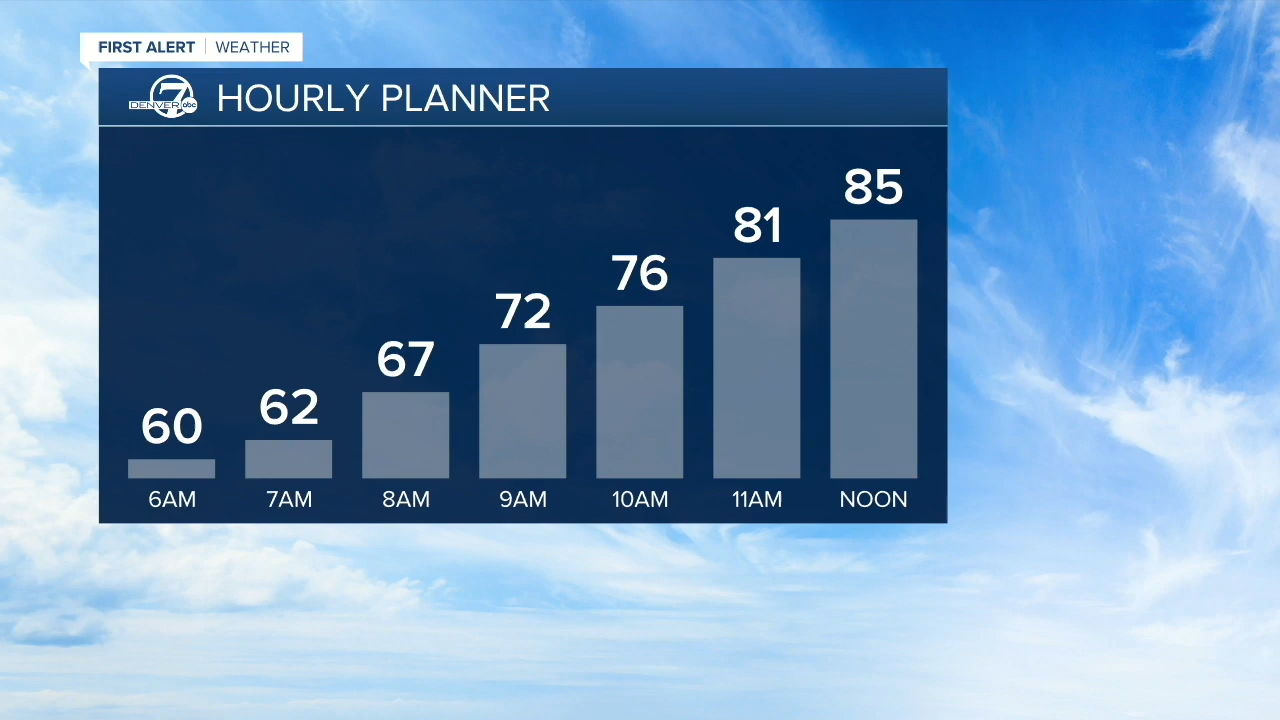 FIRST ALERT | WEATHER
7
DENVER abc
HOURLY PLANNER
60 62 67 72 76 81 85
6AM 7AM 8AM 9AM 10AM 11AM NOON